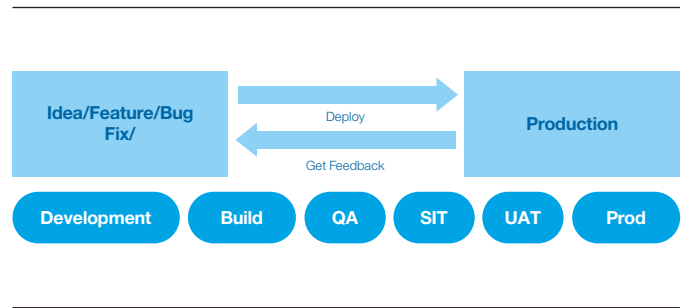 Idea/Feature/Bug
Fix/
Deploy
Get Feedback
Production
Development
Build
QA
SIT
UAT
Prod